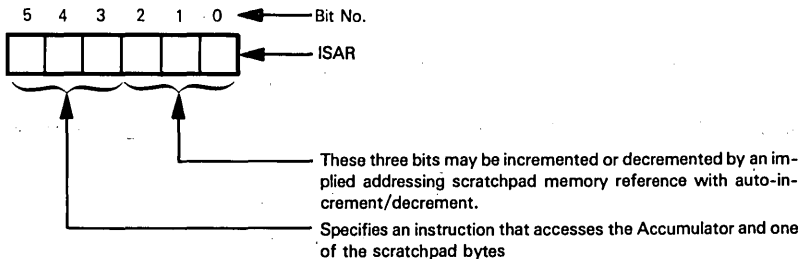 5 4 3 2 1 0 Bit No.
ISAR
These three bits may be incremented or decremented by an im-
plied addressing scratchpad memory reference with auto-in-
crement/decrement.
Specifies an instruction that accesses the Accumulator and one
of the scratchpad bytes